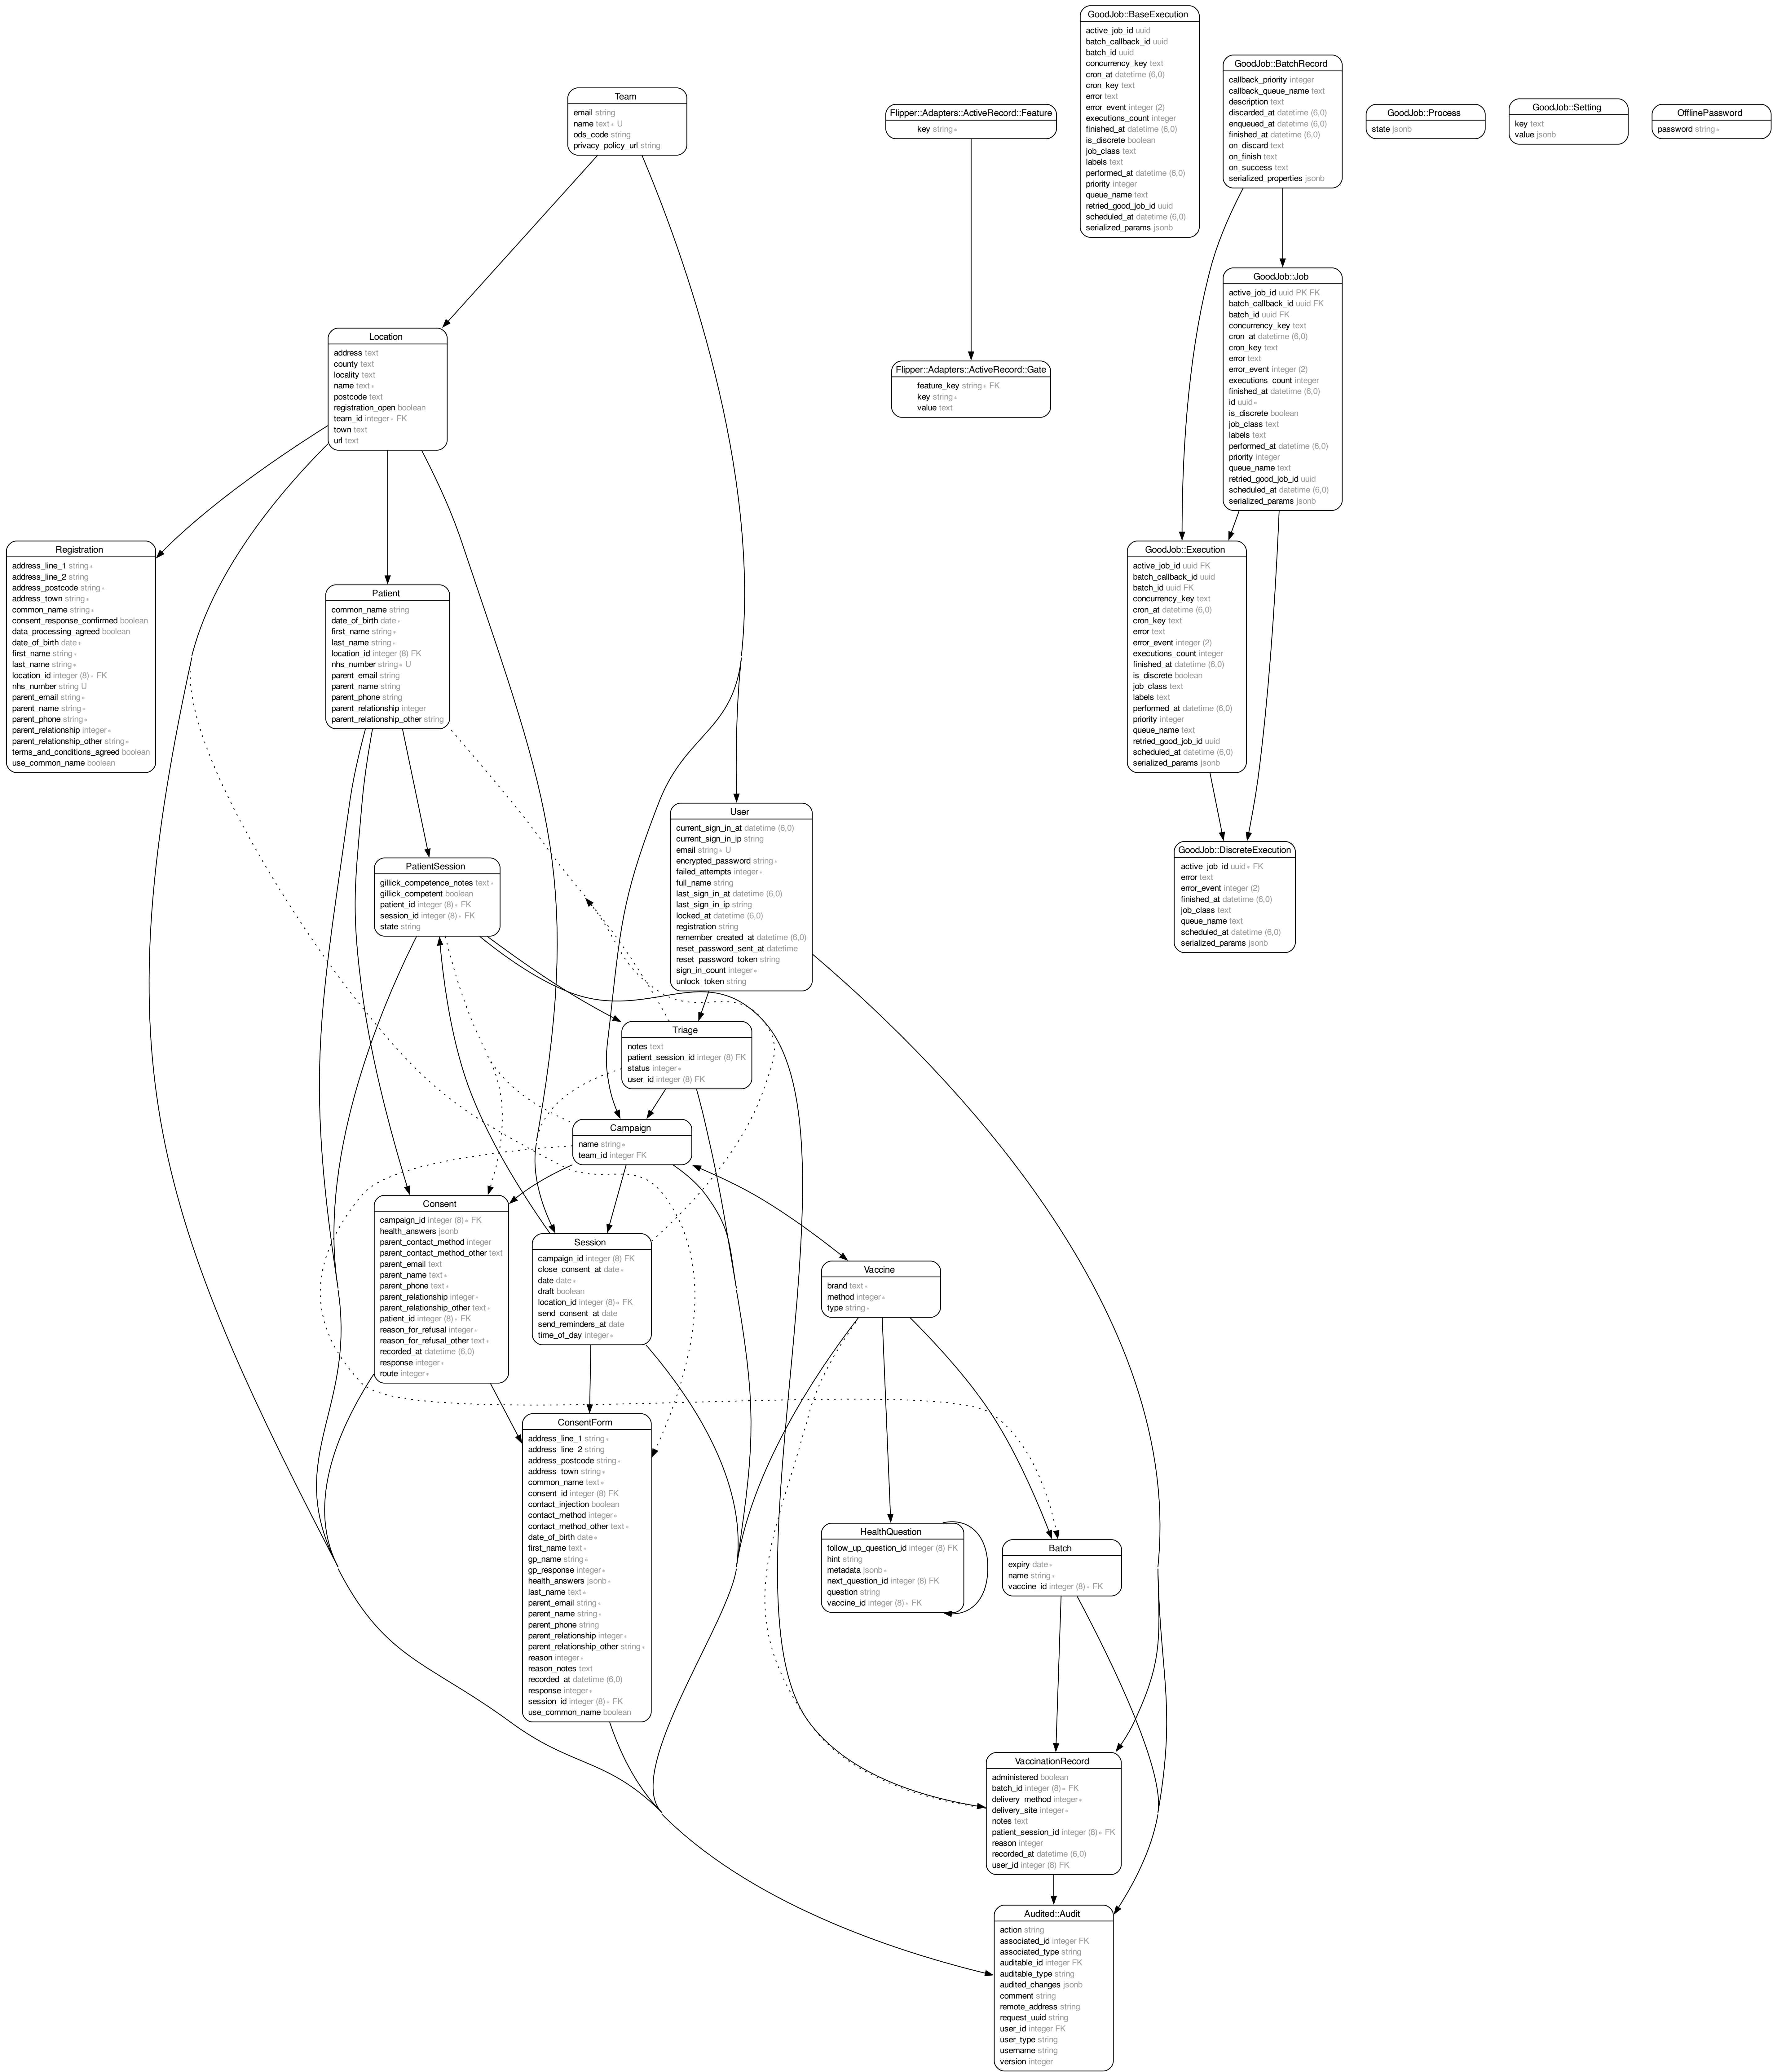 GoodJob::BaseExecution
active_job_id uuid
batch_callback_id uuid
batch_id uuid
concurrency_key text
cron_at datetime (6,0)
cron_key text
error text
error_event integer (2)
executions_count integer
finished_at datetime (6,0)
is_discrete boolean
job_class text
labels text
performed_at datetime (6,0)
priority integer
queue_name text
retried_good_job_id uuid
scheduled_at datetime (6,0)
serialized_params jsonb
GoodJob::BatchRecord
callback_priority integer
callback_queue_name text
description text
discarded_at datetime (6,0)
enqueued_at datetime (6,0)
finished_at datetime (6,0)
on_discard text
on_finish text
on_success text
serialized_properties jsonb
Team
email string
name text∗ U
ods_code string
privacy_policy_url string
Flipper::Adapters::ActiveRecord::Feature
key string∗
GoodJob::Process
state jsonb
GoodJob::Setting
key text
value jsonb
OfflinePassword
password string∗
GoodJob::Job
active_job_id uuid PK FK
batch_callback_id uuid FK
batch_id uuid FK
concurrency_key text
cron_at datetime (6,0)
cron_key text
error text
error_event integer (2)
executions_count integer
finished_at datetime (6,0)
id uuid∗
is_discrete boolean
job_class text
labels text
performed_at datetime (6,0)
priority integer
queue_name text
retried_good_job_id uuid
scheduled_at datetime (6,0)
serialized_params jsonb
Location
address text
county text
locality text
name text∗
postcode text
registration_open boolean
team_id integer∗ FK
town text
url text
Flipper::Adapters::ActiveRecord::Gate
feature_key string∗ FK
key string∗
value text
Registration
address_line_1 string∗
address_line_2 string
address_postcode string∗
address_town string∗
common_name string∗
consent_response_confirmed boolean
data_processing_agreed boolean
date_of_birth date∗
first_name string∗
last_name string∗
location_id integer (8)∗ FK
nhs_number string U
parent_email string∗
parent_name string∗
parent_phone string∗
parent_relationship integer∗
parent_relationship_other string∗
terms_and_conditions_agreed boolean
use_common_name boolean
Patient
common_name string
date_of_birth date∗
first_name string∗
last_name string∗
location_id integer (8) FK
nhs_number string∗ U
parent_email string
parent_name string
parent_phone string
parent_relationship integer
parent_relationship_other string
GoodJob::Execution
active_job_id uuid FK
batch_callback_id uuid
batch_id uuid FK
concurrency_key text
cron_at datetime (6,0)
cron_key text
error text
error_event integer (2)
executions_count integer
finished_at datetime (6,0)
is_discrete boolean
job_class text
labels text
performed_at datetime (6,0)
priority integer
queue_name text
retried_good_job_id uuid
scheduled_at datetime (6,0)
serialized_params jsonb
User
current_sign_in_at datetime (6,0)
current_sign_in_ip string
email string∗ U
encrypted_password string∗
failed_attempts integer∗
full_name string
last_sign_in_at datetime (6,0)
last_sign_in_ip string
locked_at datetime (6,0)
registration string
remember_created_at datetime (6,0)
reset_password_sent_at datetime
reset_password_token string
sign_in_count integer∗
unlock_token string
GoodJob::DiscreteExecution
active_job_id uuid∗ FK
error text
error_event integer (2)
finished_at datetime (6,0)
job_class text
queue_name text
scheduled_at datetime (6,0)
serialized_params jsonb
PatientSession
gillick_competence_notes text∗
gillick_competent boolean
patient_id integer (8)∗ FK
session_id integer (8)∗ FK
state string
Triage
notes text
patient_session_id integer (8) FK
status integer∗
user_id integer (8) FK
Campaign
name string∗
team_id integer FK
Consent
campaign_id integer (8)∗ FK
health_answers jsonb
parent_contact_method integer
parent_contact_method_other text
parent_email text
parent_name text∗
parent_phone text∗
parent_relationship integer∗
parent_relationship_other text∗
patient_id integer (8)∗ FK
reason_for_refusal integer∗
reason_for_refusal_other text∗
recorded_at datetime (6,0)
response integer∗
route integer∗
Session
campaign_id integer (8) FK
close_consent_at date∗
date date∗
draft boolean
location_id integer (8)∗ FK
send_consent_at date
send_reminders_at date
time_of_day integer∗
Vaccine
brand text∗
method integer∗
type string∗
ConsentForm
address_line_1 string∗
address_line_2 string
address_postcode string∗
address_town string∗
common_name text∗
consent_id integer (8) FK
contact_injection boolean
contact_method integer∗
contact_method_other text∗
date_of_birth date∗
first_name text∗
gp_name string∗
gp_response integer∗
health_answers jsonb∗
last_name text∗
parent_email string∗
parent_name string∗
parent_phone string
parent_relationship integer∗
parent_relationship_other string∗
reason integer∗
reason_notes text
recorded_at datetime (6,0)
response integer∗
session_id integer (8)∗ FK
use_common_name boolean
HealthQuestion
follow_up_question_id integer (8) FK
hint string
metadata jsonb∗
next_question_id integer (8) FK
question string
vaccine_id integer (8)∗ FK
Batch
expiry date∗
name string∗
vaccine_id integer (8)∗ FK
VaccinationRecord
administered boolean
batch_id integer (8)∗ FK
delivery_method integer∗
delivery_site integer∗
notes text
patient_session_id integer (8)∗ FK
reason integer
recorded_at datetime (6,0)
user_id integer (8) FK
Audited::Audit
action string
associated_id integer FK
associated_type string
auditable_id integer FK
auditable_type string
audited_changes jsonb
comment string
remote_address string
request_uuid string
user_id integer FK
user_type string
username string
version integer